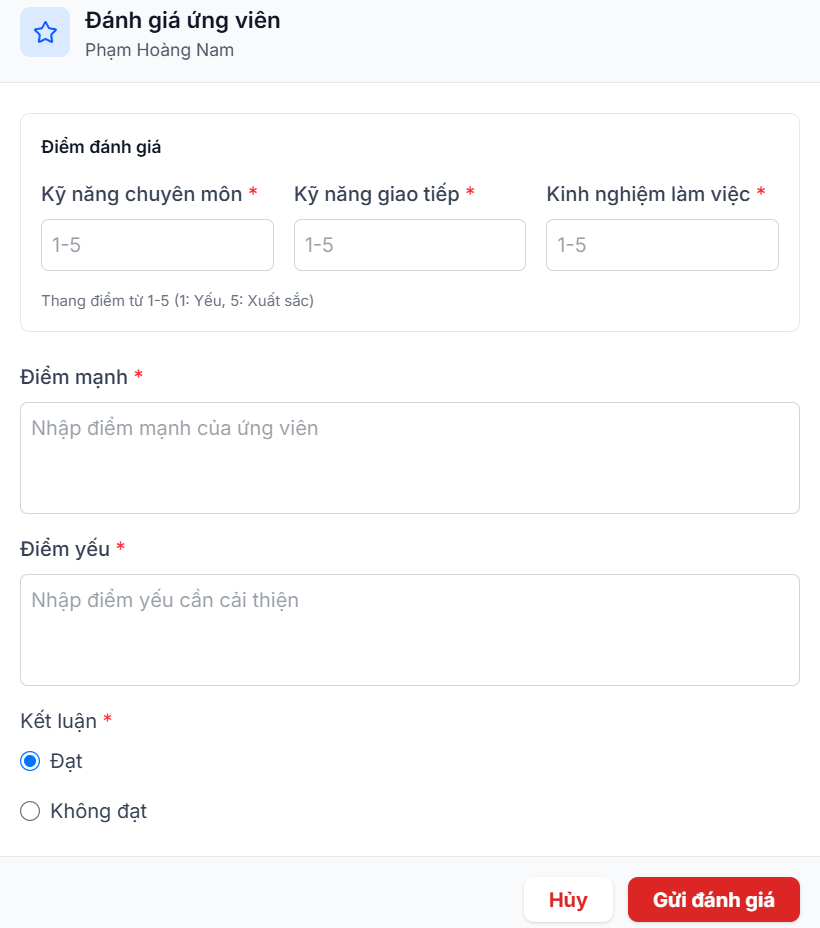 Đánh giá ứng viên
Phạm Hoàng Nam
Điểm đánh giá
Kỹ năng chuyên môn * Kỹ năng giao tiếp * Kinh nghiệm làm việc *
1-5 1-5 1-5
Thang điểm từ 1-5 (1: Yếu, 5: Xuất sắc)
Điểm mạnh *
Nhập điểm mạnh của ứng viên
Điểm yếu *
Nhập điểm yếu cần cải thiện
Kết luận *
Đạt
Không đạt
Hủy Gửi đánh giá